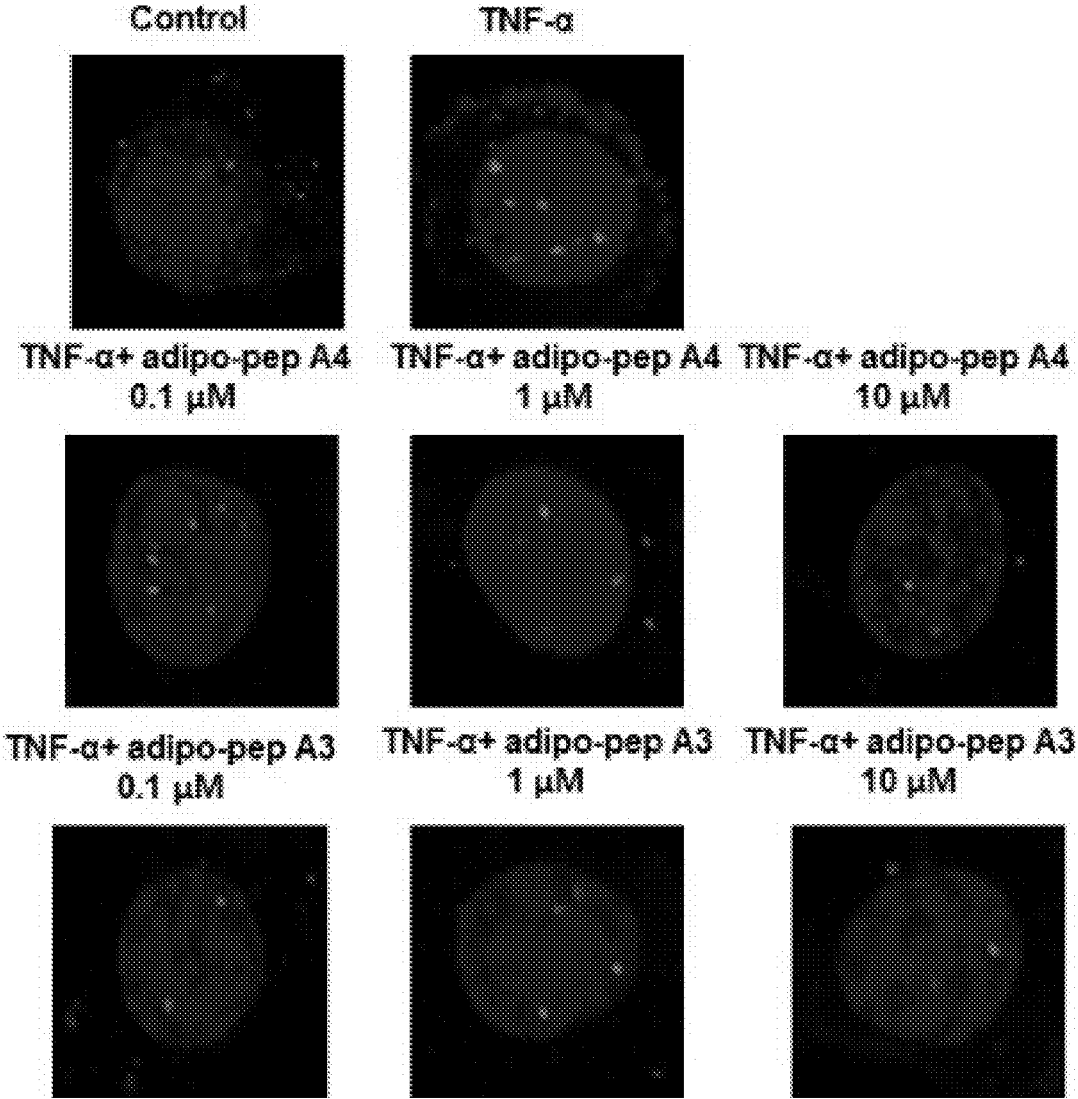 Control
TNF-α
TNF-α+ adipo-pep A4
0.1 µM
TNF-α+ adipo-pep A4
1 µM
TNF-α+ adipo-pep A4
10 µM
TNF-α+ adipo-pep A3
0.1 µM
TNF-α+ adipo-pep A3
1 µM
TNF-α+ adipo-pep A3
10 µM